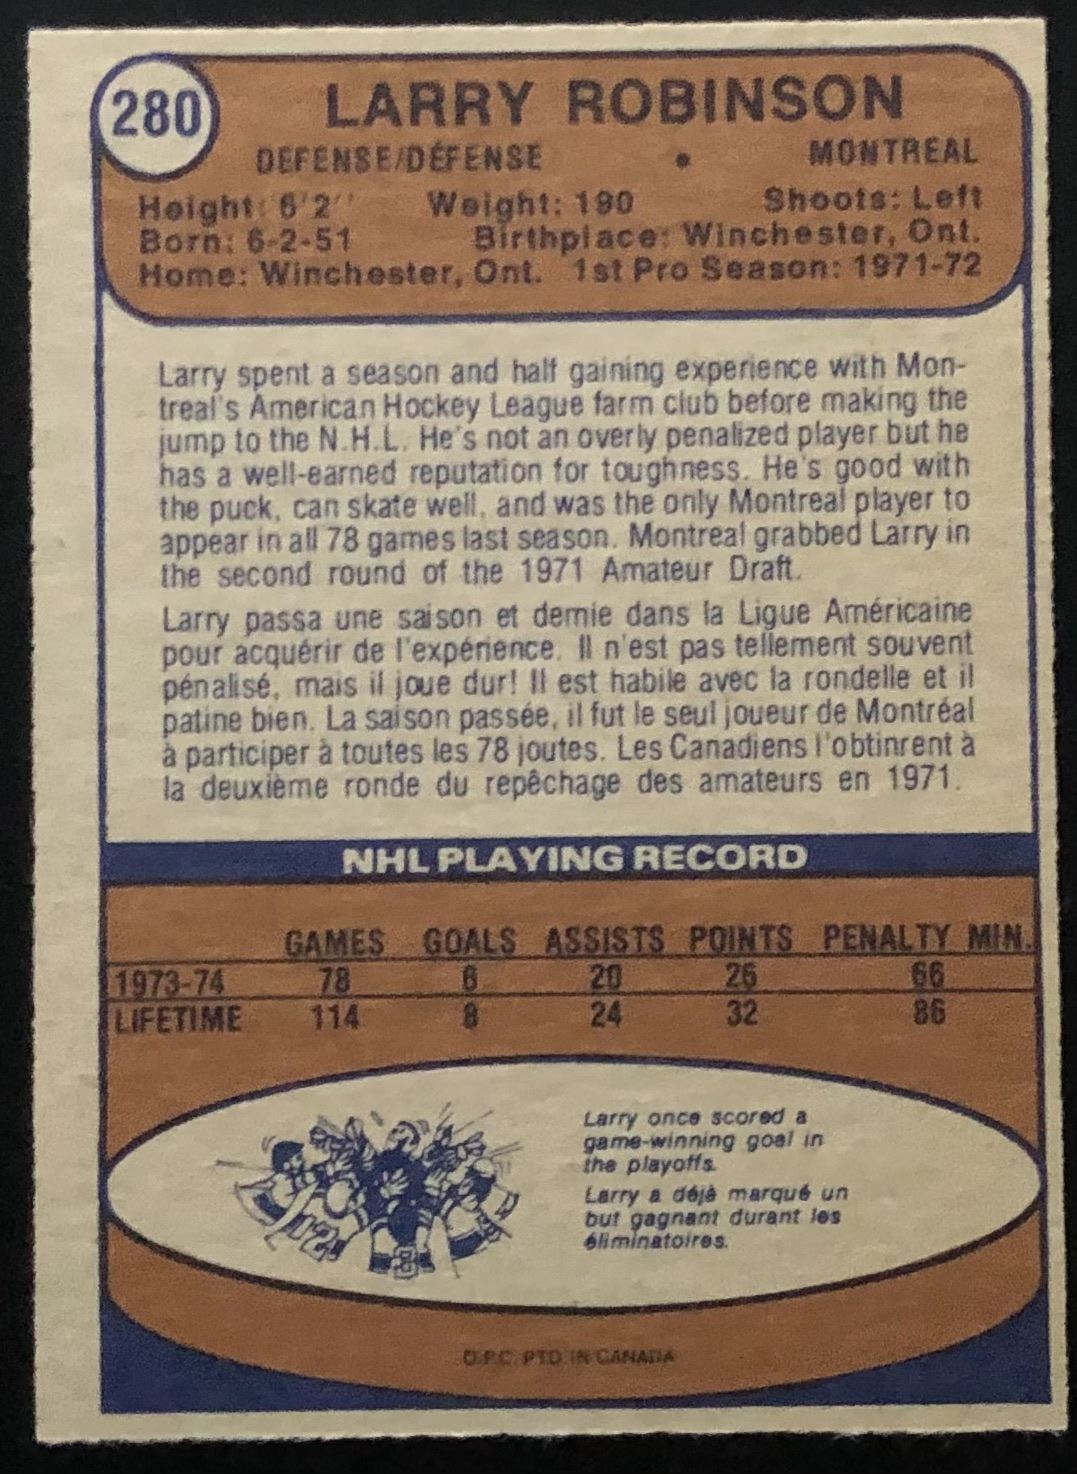 280
LARRY ROBINSON
DEFENSE/DÉFENSE • MONTREAL
Height: 6'2'' Weight: 190 Shoots: Left
Born: 6-2-51 Birthplace: Winchester, Ont.
Home: Winchester, Ont. 1st Pro Season: 1971-72
Larry spent a season and half gaining experience with Mon-
treal's American Hockey League farm club before making the
jump to the N.H.L. He's not an overly penalized player but he
has a well-earned reputation for toughness. He's good with
the puck, can skate well, and was the only Montreal player to
appear in all 78 games last season. Montreal grabbed Larry in
the second round of the 1971 Amateur Draft.
Larry passa une saison et demie dans la Ligue Américaine
pour acquérir de l'expérience. Il n'est pas tellement souvent
pénalisé, mais il joue dur! Il est habile avec la rondelle et il
patine bien. La saison passée, il fut le seul joueur de Montréal
à participer à toutes les 78 joutes. Les Canadiens l'obtinrent à
la deuxième ronde du repêchage des amateurs en 1971.
NHL PLAYING RECORD
GAMES GOALS ASSISTS POINTS PENALTY MIN.
1973-74 78 6 20 26 66
LIFETIME 114 8 24 32 86
Larry once scored a
game-winning goal in
the playoffs.
Larry a déjà marqué un
but gagnant durant les
éliminatoires.
O.P.C. PTD IN CANADA